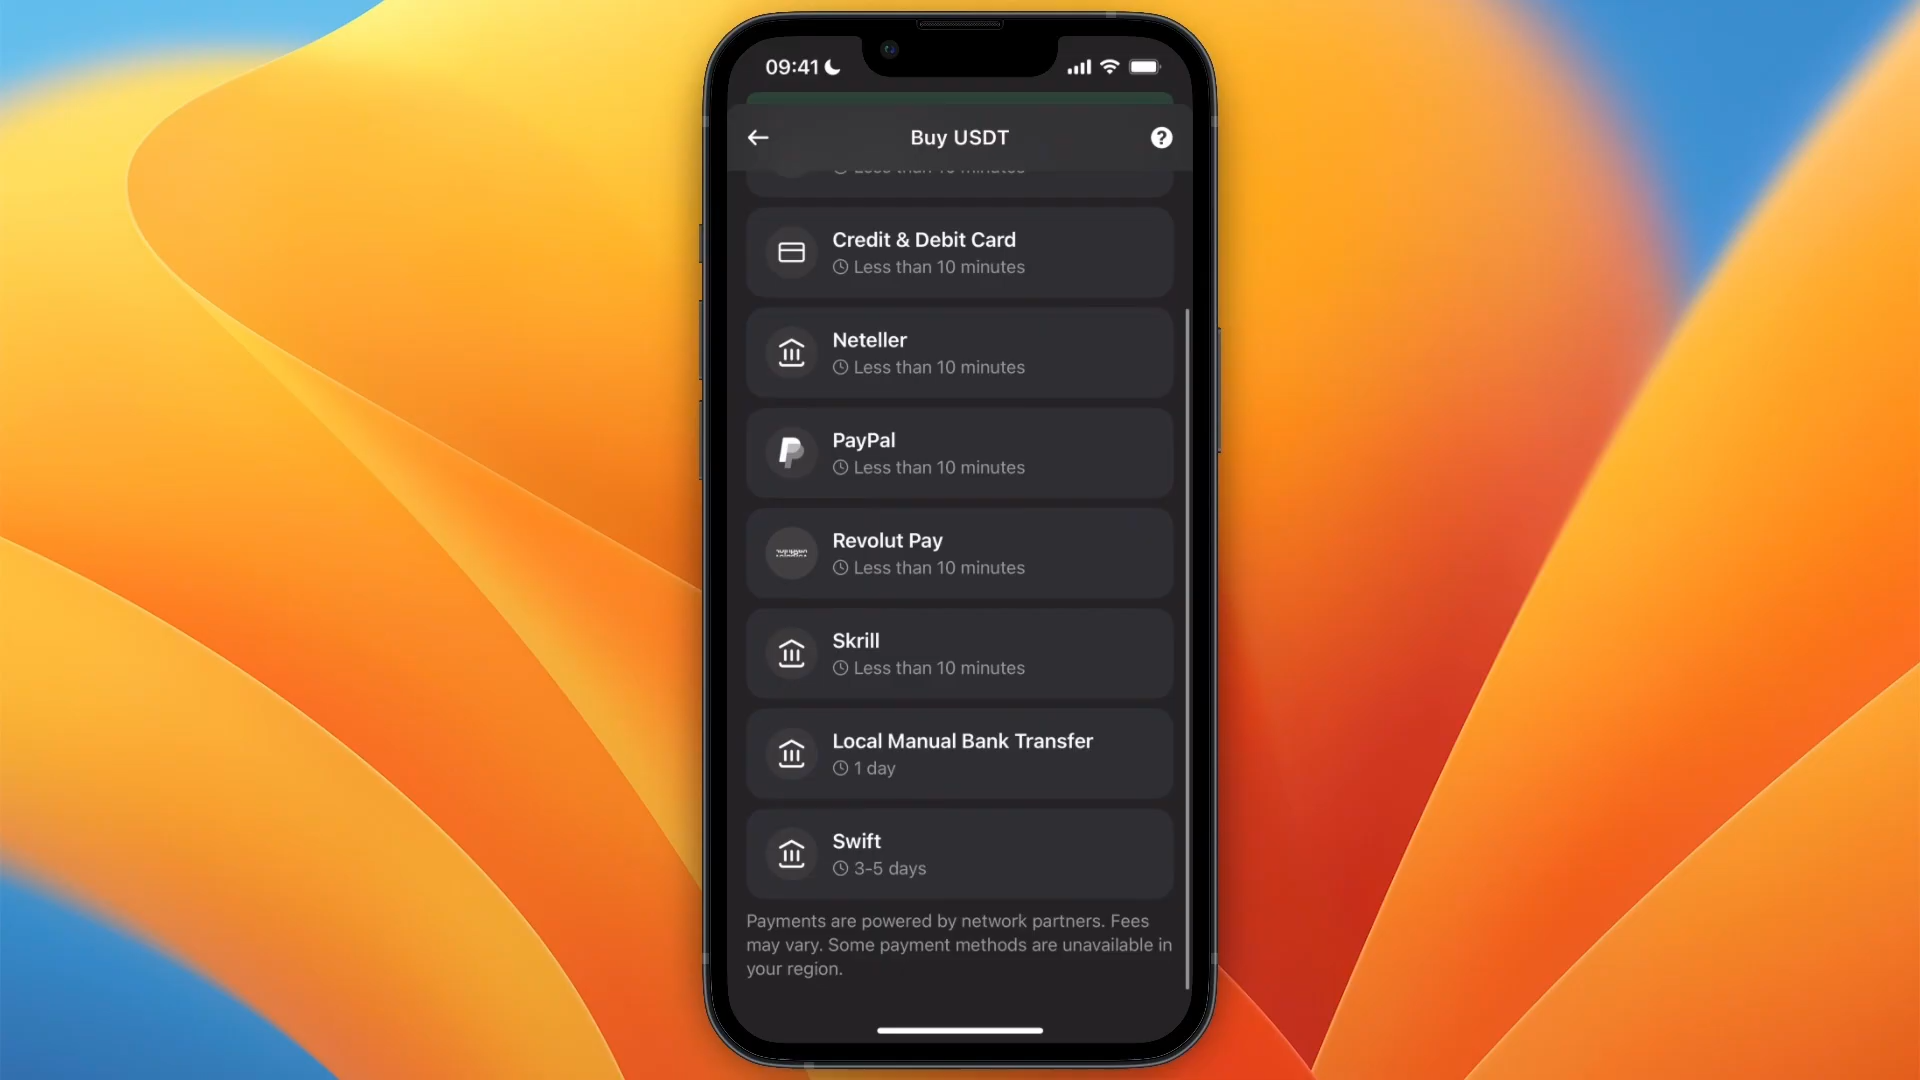 09:41
Buy USDT
Less than 10 minutes
Credit & Debit Card
Less than 10 minutes
Neteller
Less than 10 minutes
PayPal
Less than 10 minutes
Revolut Pay
Less than 10 minutes
Skrill
Less than 10 minutes
Local Manual Bank Transfer
1 day
Swift
3-5 days
Payments are powered by network partners. Fees
may vary. Some payment methods are unavailable in
your region.